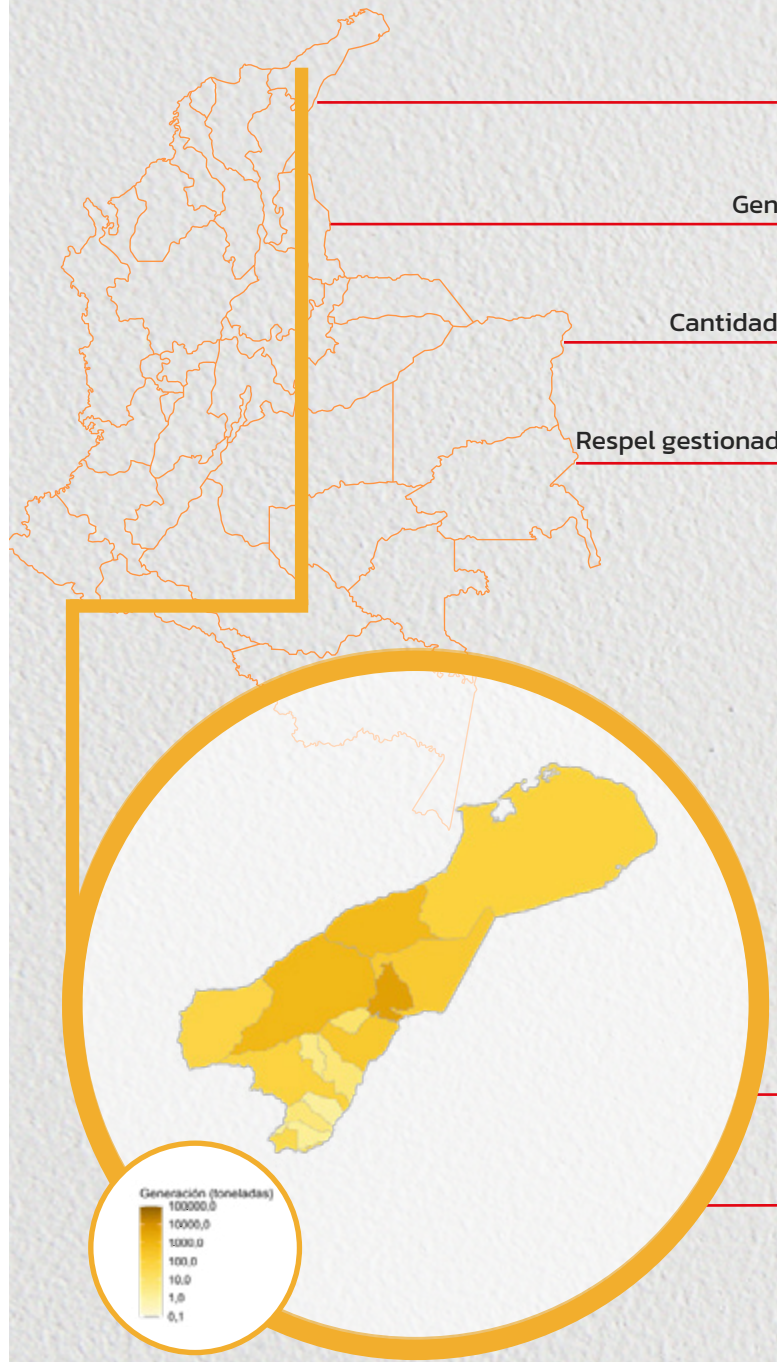 Gen
Cantidad
Respel gestionad
Generación (toneladas)
100000,0
10000,0
1000,0
100,0
10,0
1,0
0,1